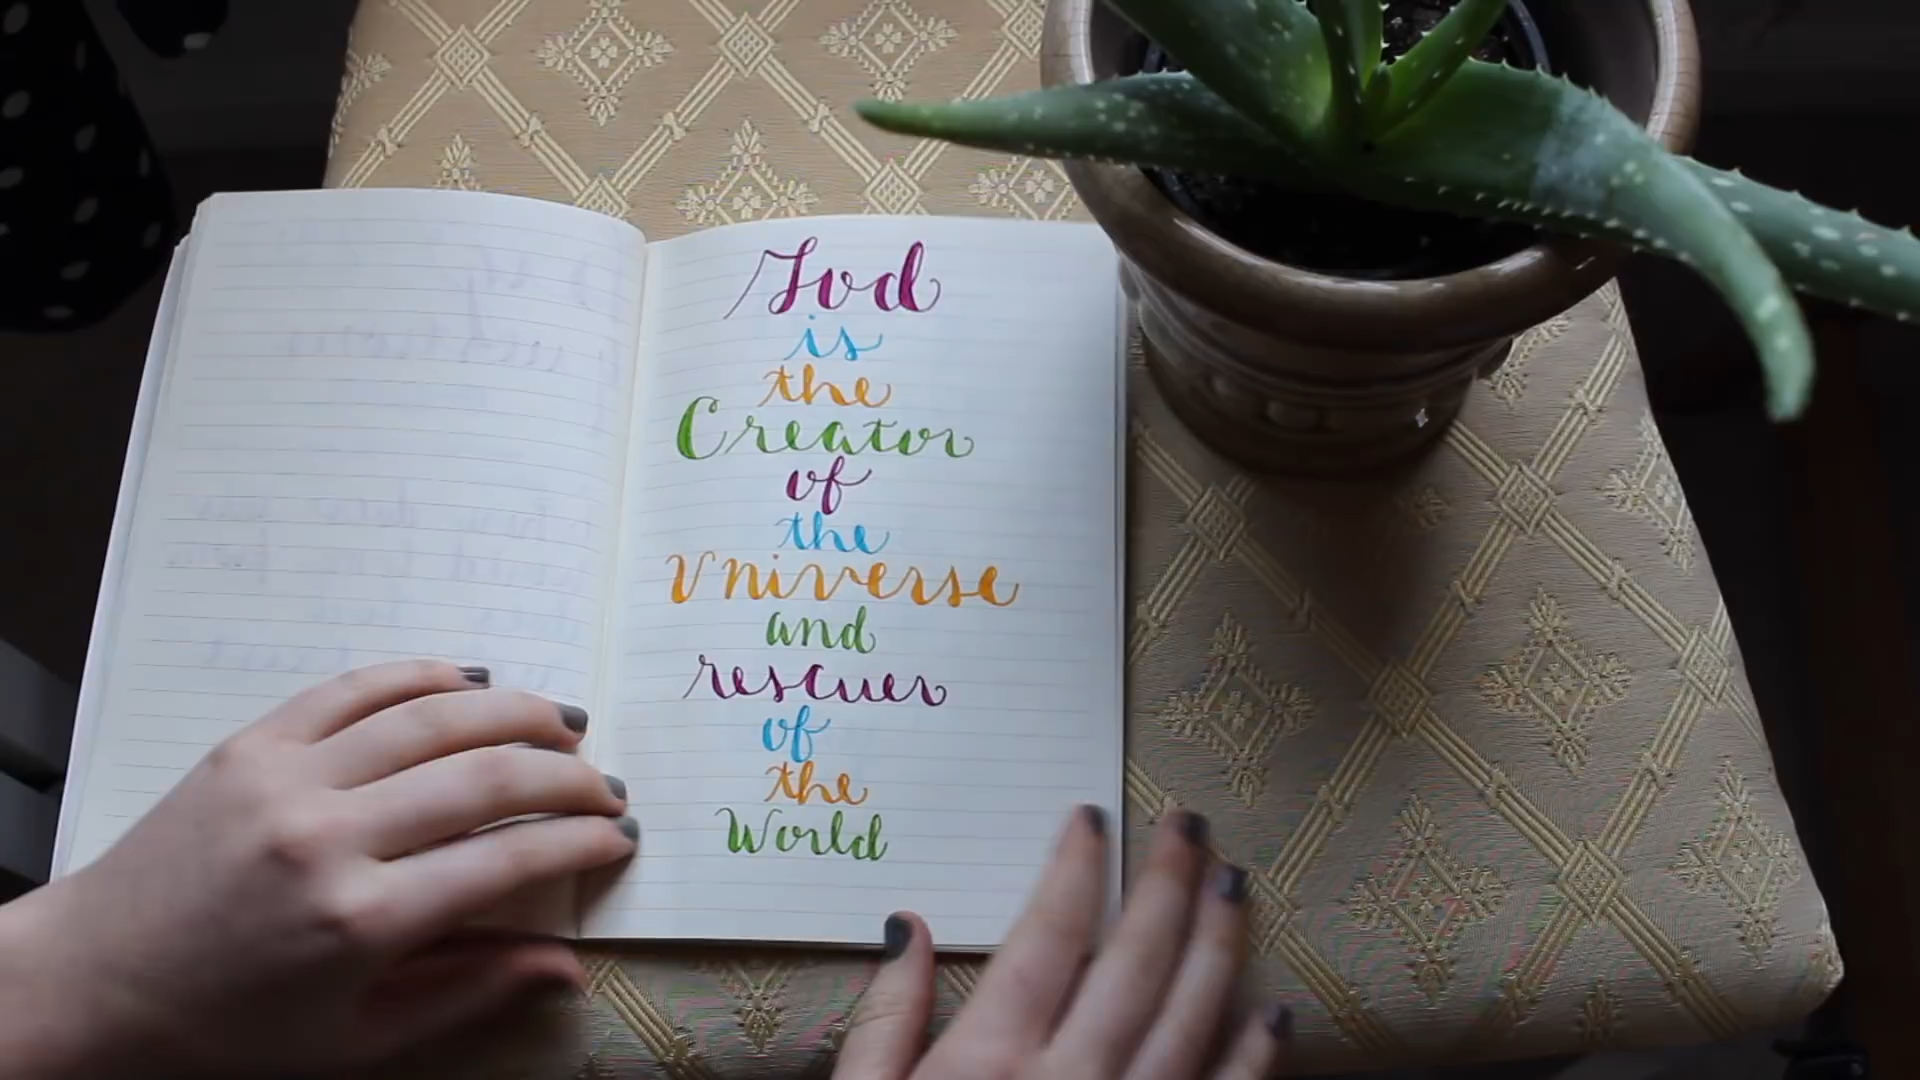 God
is
the
Creator
of
the
Universe
and
rescuer
of
the
World